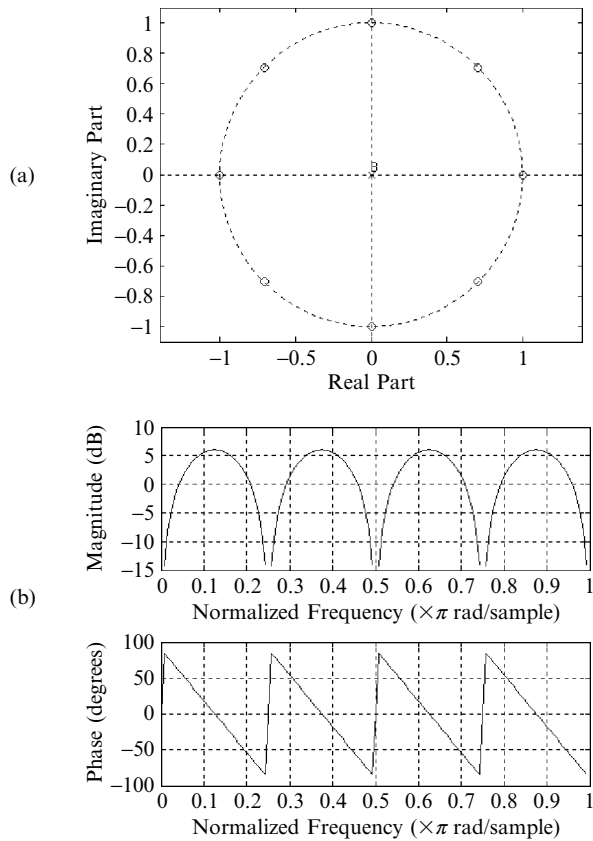 (a)
Imaginary Part
1
0.8
0.6
0.4
0.2
0
−0.2
−0.4
−0.6
−0.8
−1
8
−1 −0.5 0 0.5 1
Real Part
(b)
Magnitude (dB)
10
5
0
−5
−10
−15
0 0.1 0.2 0.3 0.4 0.5 0.6 0.7 0.8 0.9 1
Normalized Frequency (×π rad/sample)
Phase (degrees)
100
50
0
−50
−100
0 0.1 0.2 0.3 0.4 0.5 0.6 0.7 0.8 0.9 1
Normalized Frequency (×π rad/sample)